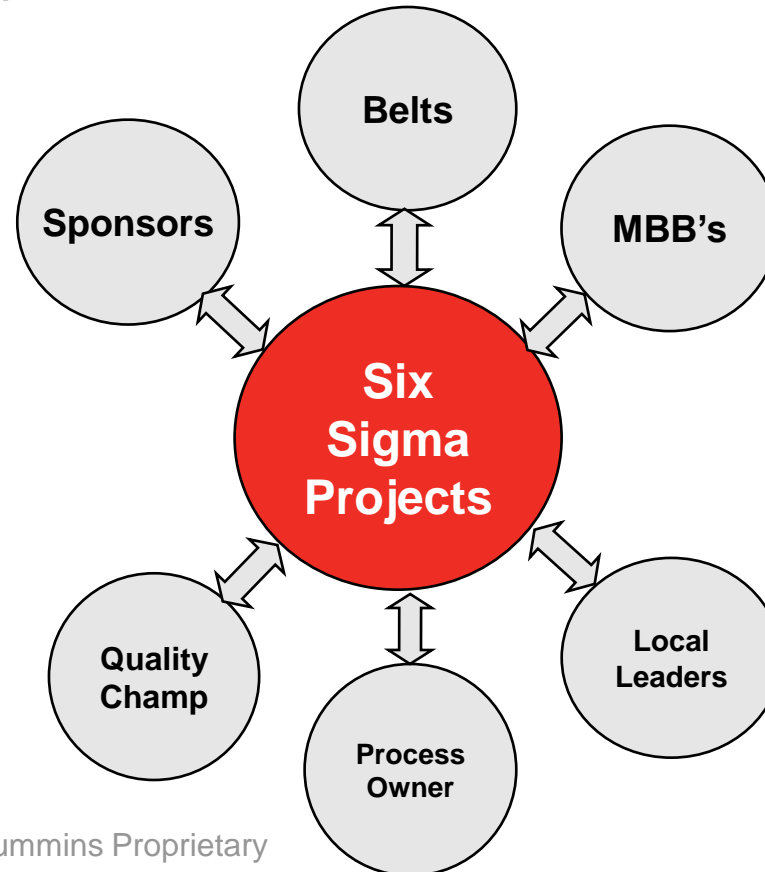 Belts
Sponsors
MBB's
Six
Sigma
Projects
Quality
Champ
Local
Leaders
Process
Owner
ummins Proprietary